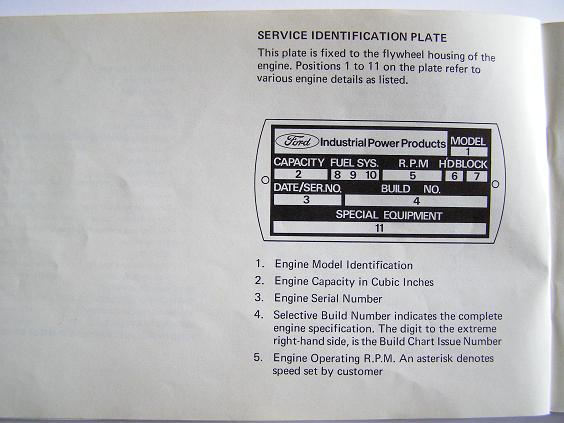 SERVICE IDENTIFICATION PLATE
This plate is fixed to the flywheel housing of the
engine. Positions 1 to 11 on the plate refer to
various engine details as listed.
Ford Industrial Power Products MODEL
1
CAPACITY FUEL SYS. R.P.M HD BLOCK
2 8 9 10 5 6 7
DATE/SER.NO. BUILD NO.
3 4
SPECIAL EQUIPMENT
11
1. Engine Model Identification
2. Engine Capacity in Cubic Inches
3. Engine Serial Number
4. Selective Build Number indicates the complete
engine specification. The digit to the extreme
right-hand side, is the Build Chart Issue Number
5. Engine Operating R.P.M. An asterisk denotes
speed set by customer